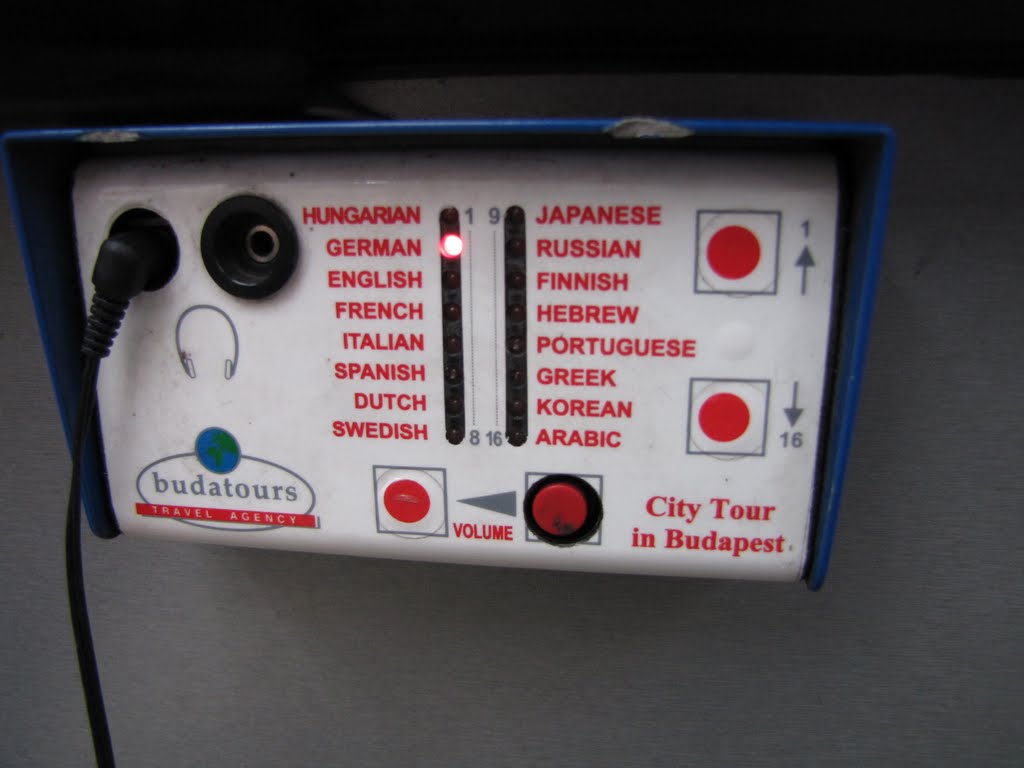 HUNGARIAN 1 9 JAPANESE
GERMAN RUSSIAN
ENGLISH FINNISH
FRENCH HEBREW
ITALIAN PORTUGUESE
SPANISH GREEK
DUTCH KOREAN
SWEDISH 8 16 ARABIC
1
16
budatours
TRAVEL AGENCY
VOLUME
City Tour
in Budapest